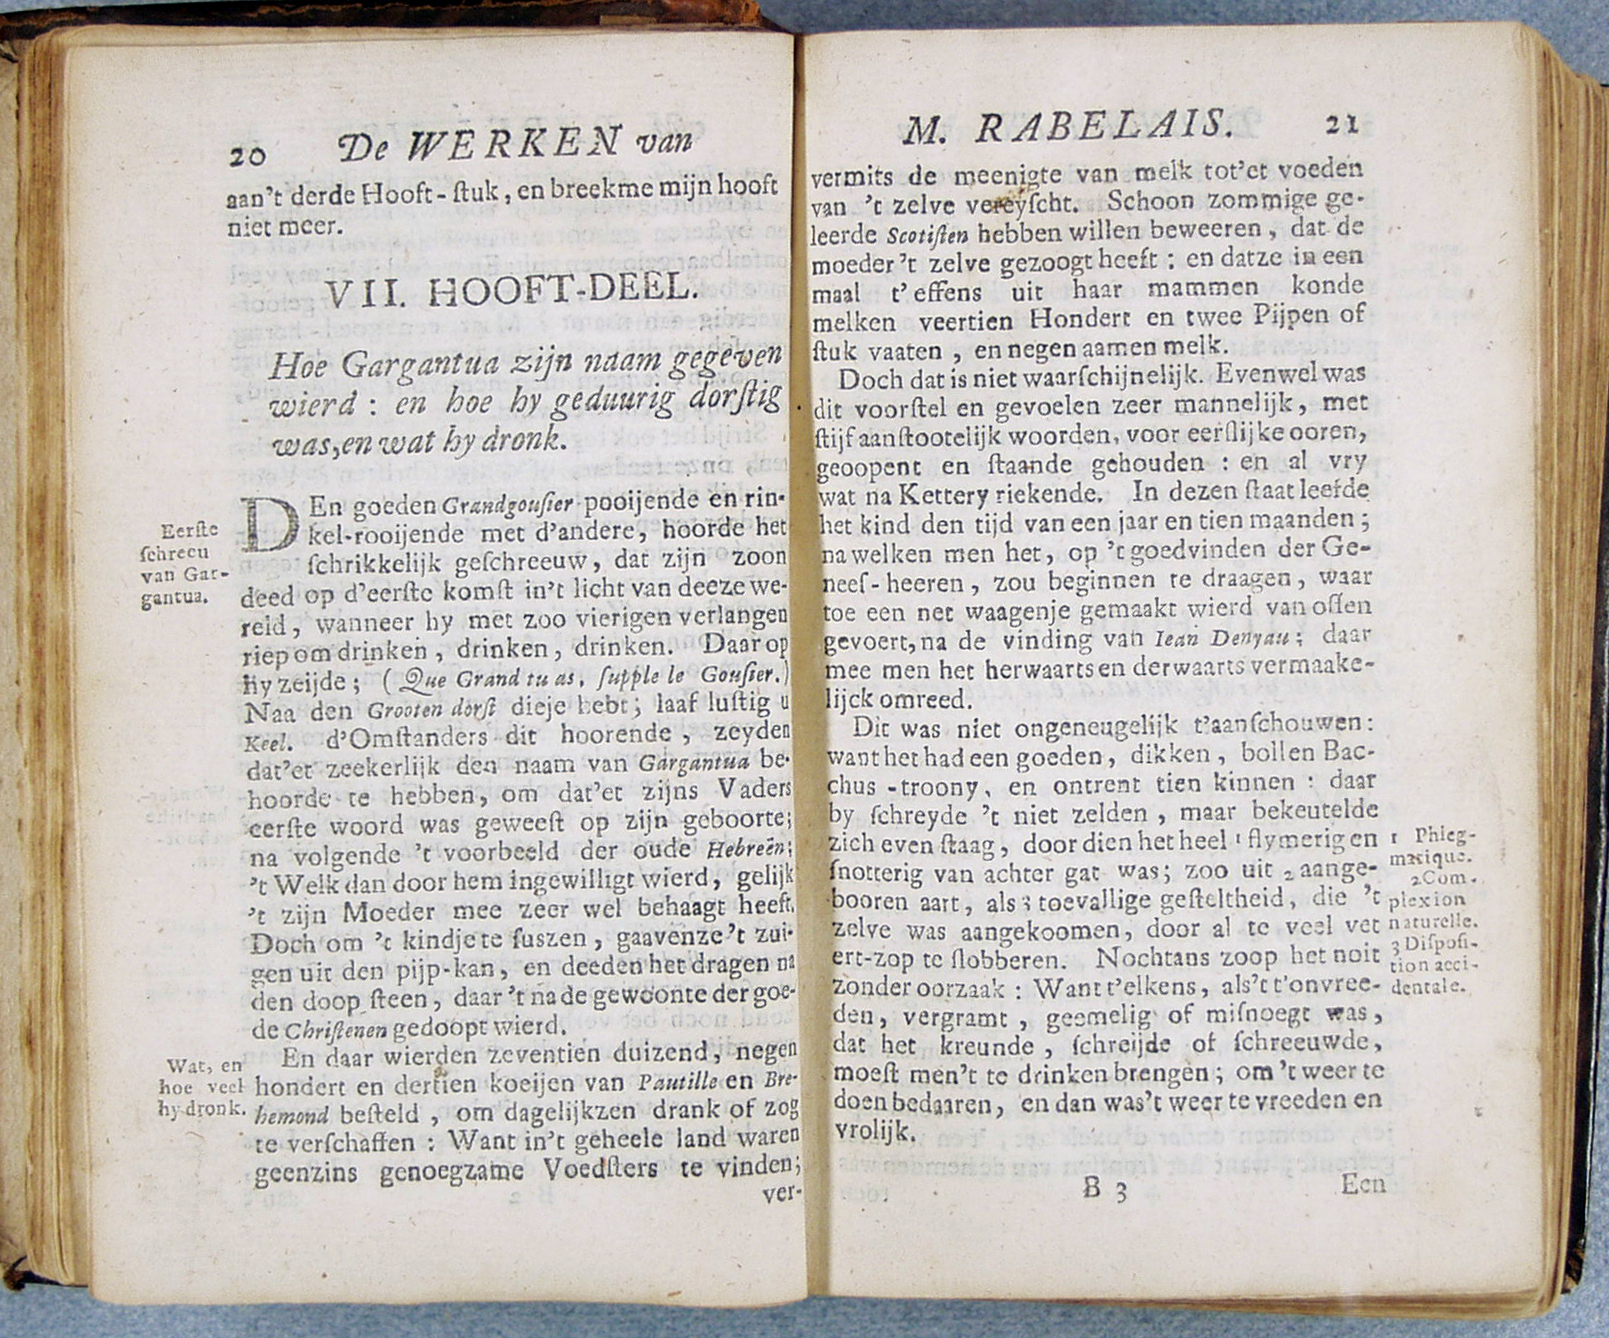 20 De WERKEN van
aan't derde Hooft-ſtuk, en breekme mijn hooft
niet meer.
VII. HOOFT-DEEL.
Hoe Gargantua zijn naam gegeven
wierd : en hoe hy geduurig dorſtig
was, en wat hy dronk.
Eerſte
ſchreeu
van Gar-
gantua.
DEn goeden Grandgouſier pooijende en rin-
kel-rooijende met d'andere, hoorde het
ſchrikkelijk geſchreeuw, dat zijn zoon
deed op d'eerſte komſt in't licht van deeze we-
reld, wanneer hy met zoo vierigen verlangen
riep om drinken, drinken, drinken. Daar op
hy zeijde; (Que Grand tu as, ſupple le Gouſier.)
Naa den Grooten dorſt dieje hebt; laaf luſtig u
Keel. d'Omſtanders dit hoorende, zeyden
dat'et zeekerlijk den naam van Gargantua be-
hoorde te hebben, om dat'et zijns Vaders
eerſte woord was geweeſt op zijn geboorte;
na volgende 't voorbeeld der oude Hebreën;
't Welk dan door hem ingewilligt wierd, gelijk
't zijn Moeder mee zeer wel behaagt heeft.
Doch om 't kindje te ſuszen, gaavenze 't zui-
gen uit den pijp-kan, en deeden het dragen na
den doop ſteen, daar 't na de gewoonte der goe-
de Chriſtenen gedoopt wierd.
Wat, en
hoe veel
hy dronk.
En daar wierden zeventien duizend, negen
hondert en dertien koeijen van Pautille en Bre-
hemond beſteld, om dagelijkzen drank of zog
te verſchaffen : Want in't geheele land waren
geenzins genoegzame Voedſters te vinden;
ver-
M. RABELAIS. 21
vermits de meenigte van melk tot'et voeden
van 't zelve vereyſcht. Schoon zommige ge-
leerde Scotiſten hebben willen beweeren, dat de
moeder 't zelve gezoogt heeft : en datze in een
maal t'effens uit haar mammen konde
melken veertien Hondert en twee Pijpen of
ſtuk vaaten, en negen aamen melk.
Doch dat is niet waarſchijnelijk. Evenwel was
dit voorſtel en gevoelen zeer mannelijk, met
ſtijf aanſtootelijk woorden, voor eerſlijke ooren,
geoopent en ſtaande gehouden : en al vry
wat na Kettery riekende. In dezen ſtaat leefde
het kind den tijd van een jaar en tien maanden;
na welken men het, op 't goedvinden der Ge-
neeſ-heeren, zou beginnen te draagen, waar
toe een net waagenje gemaakt wierd van oſſen
gevoert, na de vinding van Iean Denyau; daar
mee men het herwaarts en derwaarts vermaake-
lijck omreed.
Dit was niet ongeneugelijk t'aanſchouwen:
want het had een goeden, dikken, bollen Bac-
chus-troony, en ontrent tien kinnen : daar
by ſchreyde 't niet zelden, maar bekeutelde
zich even ſtaag, door dien het heel 1 ſlymerig en
ſnotterig van achter gat was; zoo uit 2 aange-
booren aart, als 3 toevallige geſteltheid, die 't
zelve was aangekoomen, door al te veel vet
ert-zop te ſlobberen. Nochtans zoop het noit
zonder oorzaak : Want t'elkens, als't t'onvree-
den, vergramt, geemelig of miſnoegt was,
dat het kreunde, ſchreijde of ſchreeuwde,
moeſt men't te drinken brengen; om 't weer te
doen bedaaren, en dan was't weer te vreeden en
vrolijk.
1 Phleg-
matique.
2 Com-
plexion
naturelle.
3 Diſpoſi-
tion acci-
dentale.
B 3 Een